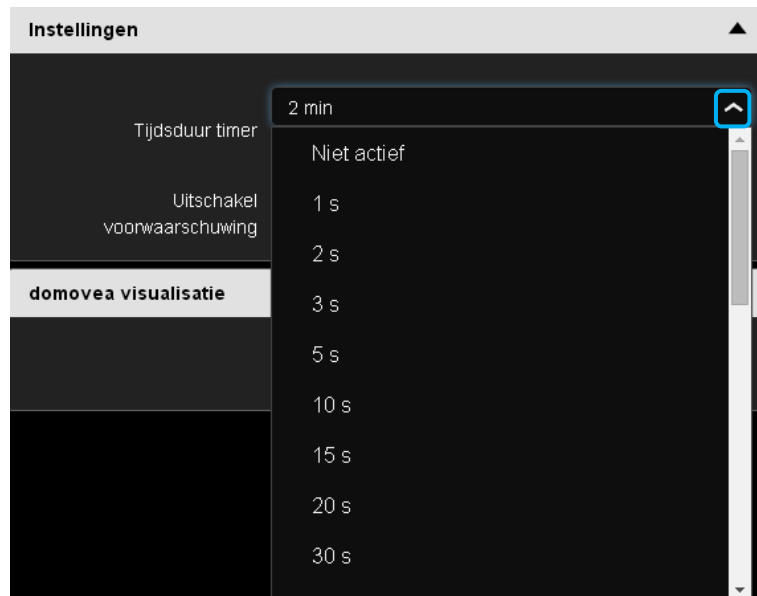 Instellingen
Tijdsduur timer
2 min
Niet actief
Uitschakel
voorwaarschuwing
1 s
2 s
domovea visualisatie
3 s
5 s
10 s
15 s
20 s
30 s